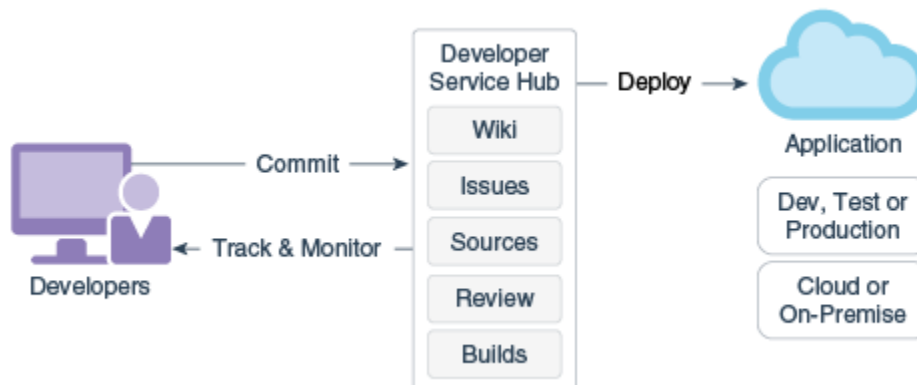 Developer
Service Hub
Wiki
Issues
Sources
Review
Builds
Commit
Track & Monitor
Developers
Deploy
Application
Dev, Test or
Production
Cloud or
On-Premise